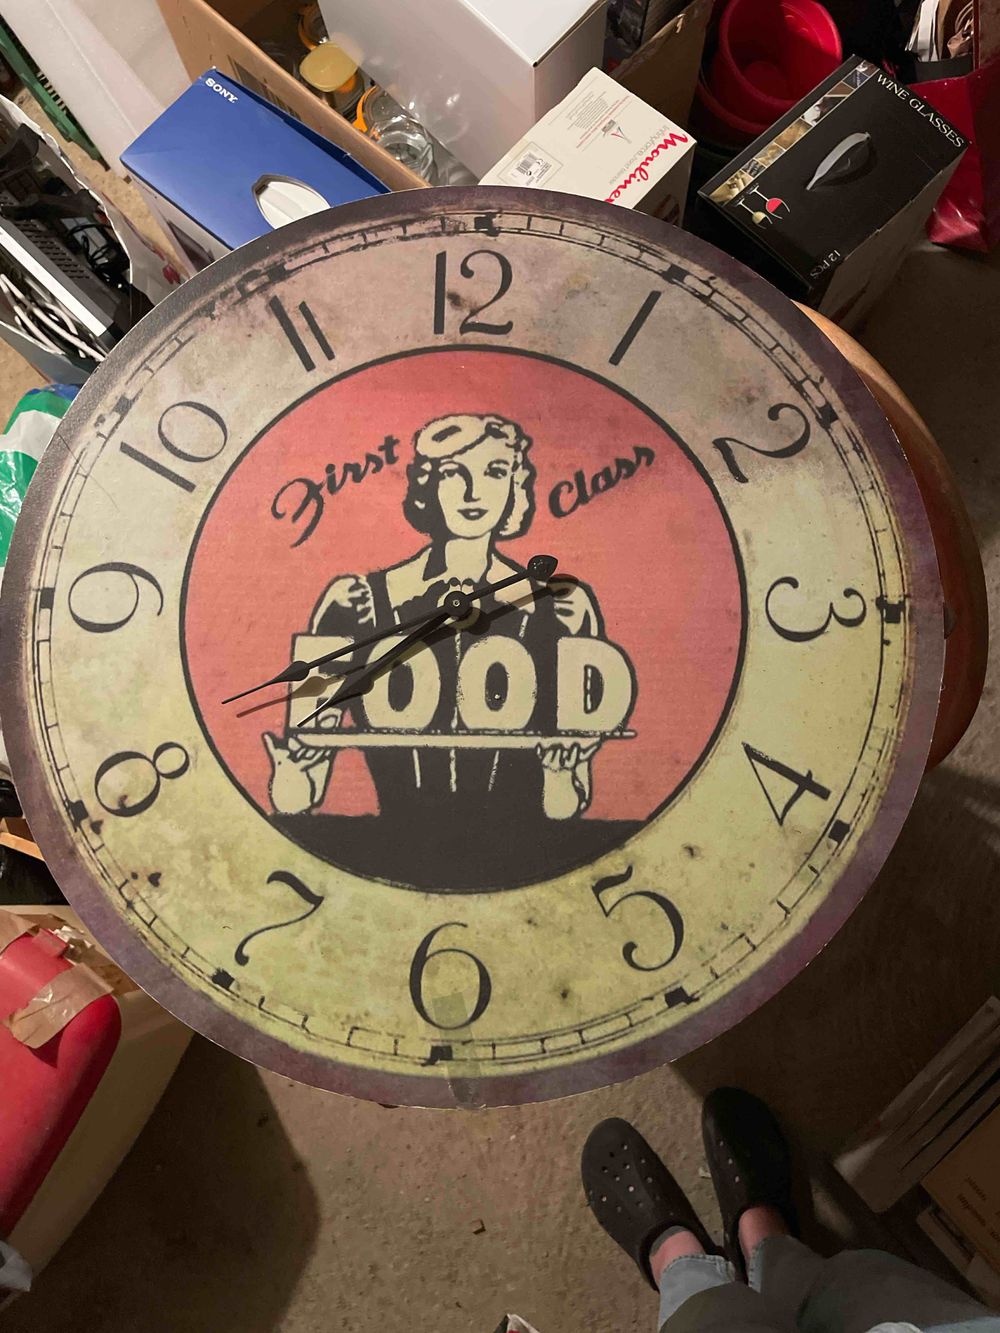 SONY
Moulinex
WINE GLASSES
12 PCS
12
11
1
10
2
First Class
9
3
FOOD
8
4
7
5
6